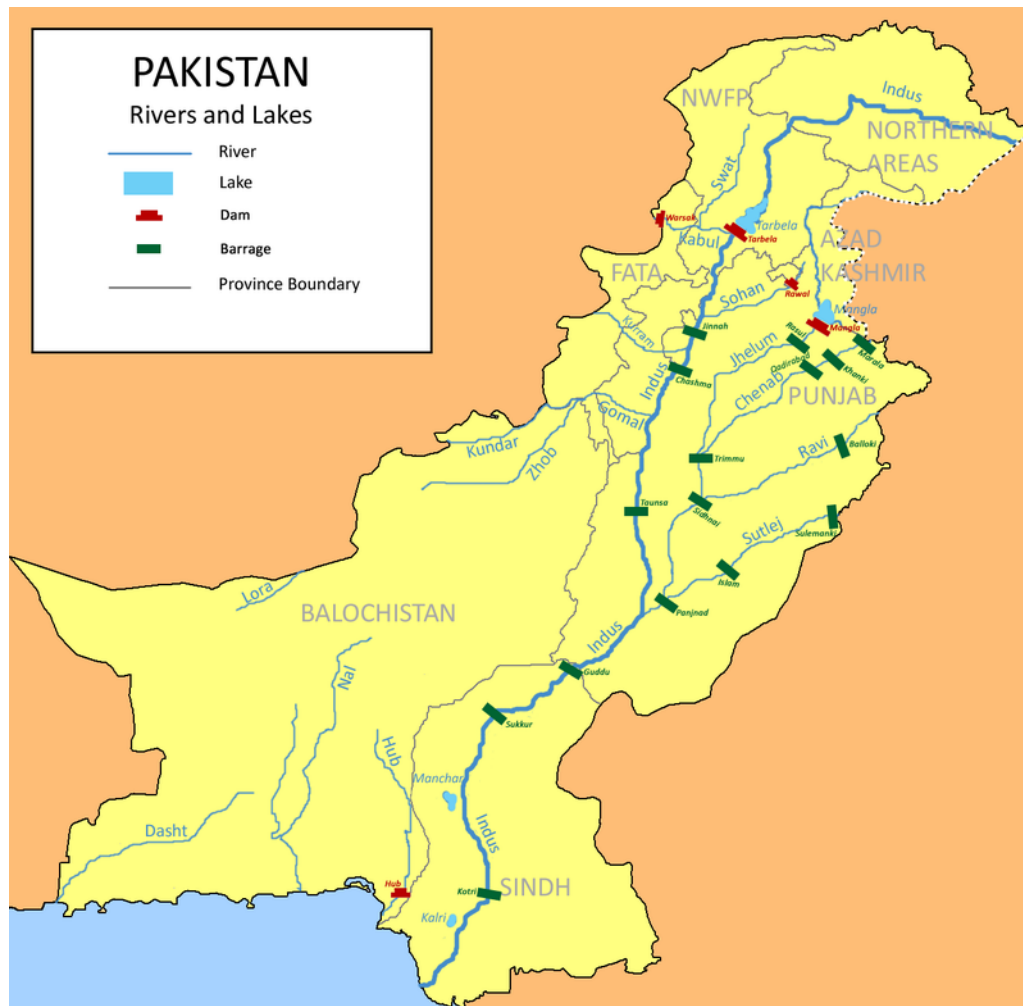 PAKISTAN
Rivers and Lakes
River
Lake
Dam
Barrage
Province Boundary
NWFP
Indus
NORTHERN
AREAS
Swat
Warsak
Kabul
Tarbela
Tarbela
AZAD
KASHMIR
FATA
Sohan
Rawal
Mangla
Mangla
Kurram
Jinnah
Rasul
Marala
Jhelum
Qadirabad
Khanki
Chashma
Indus
Chenab
PUNJAB
Gomal
Kundar
Zhob
Ravi
Balloki
Trimmu
Taunsa
Sidhnai
Sutlej
Sulemanki
Islam
Lora
BALOCHISTAN
Panjnad
Indus
Nal
Guddu
Sukkur
Hub
Manchar
Dasht
Indus
Hub
Kotri
SINDH
Kalri